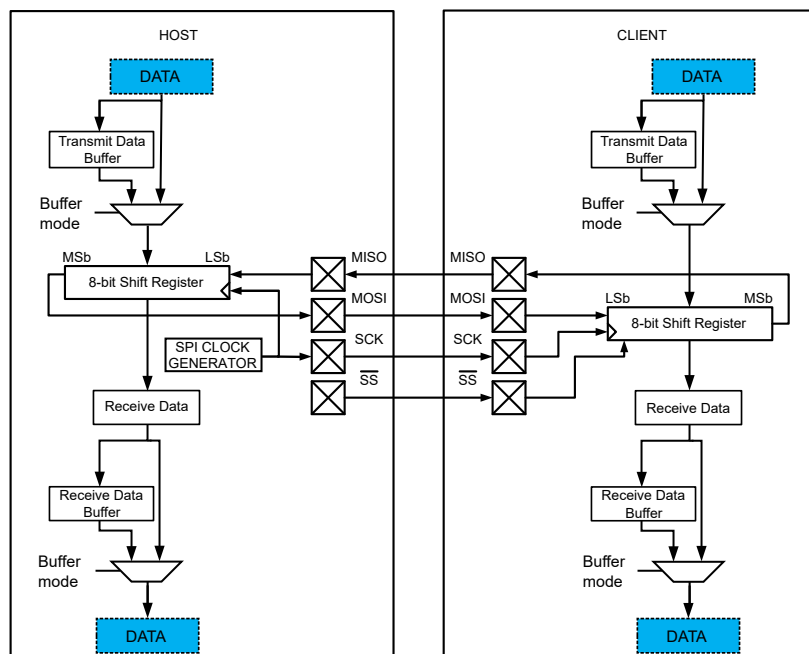 HOST
DATA
Transmit Data
Buffer
Buffer
mode
MSb
LSb
8-bit Shift Register
SPI CLOCK
GENERATOR
Receive Data
Receive Data
Buffer
Buffer
mode
DATA
MISO
MOSI
SCK
SS
CLIENT
DATA
Transmit Data
Buffer
Buffer
mode
MISO
MOSI
SCK
SS
LSb
MSb
8-bit Shift Register
Receive Data
Receive Data
Buffer
Buffer
mode
DATA